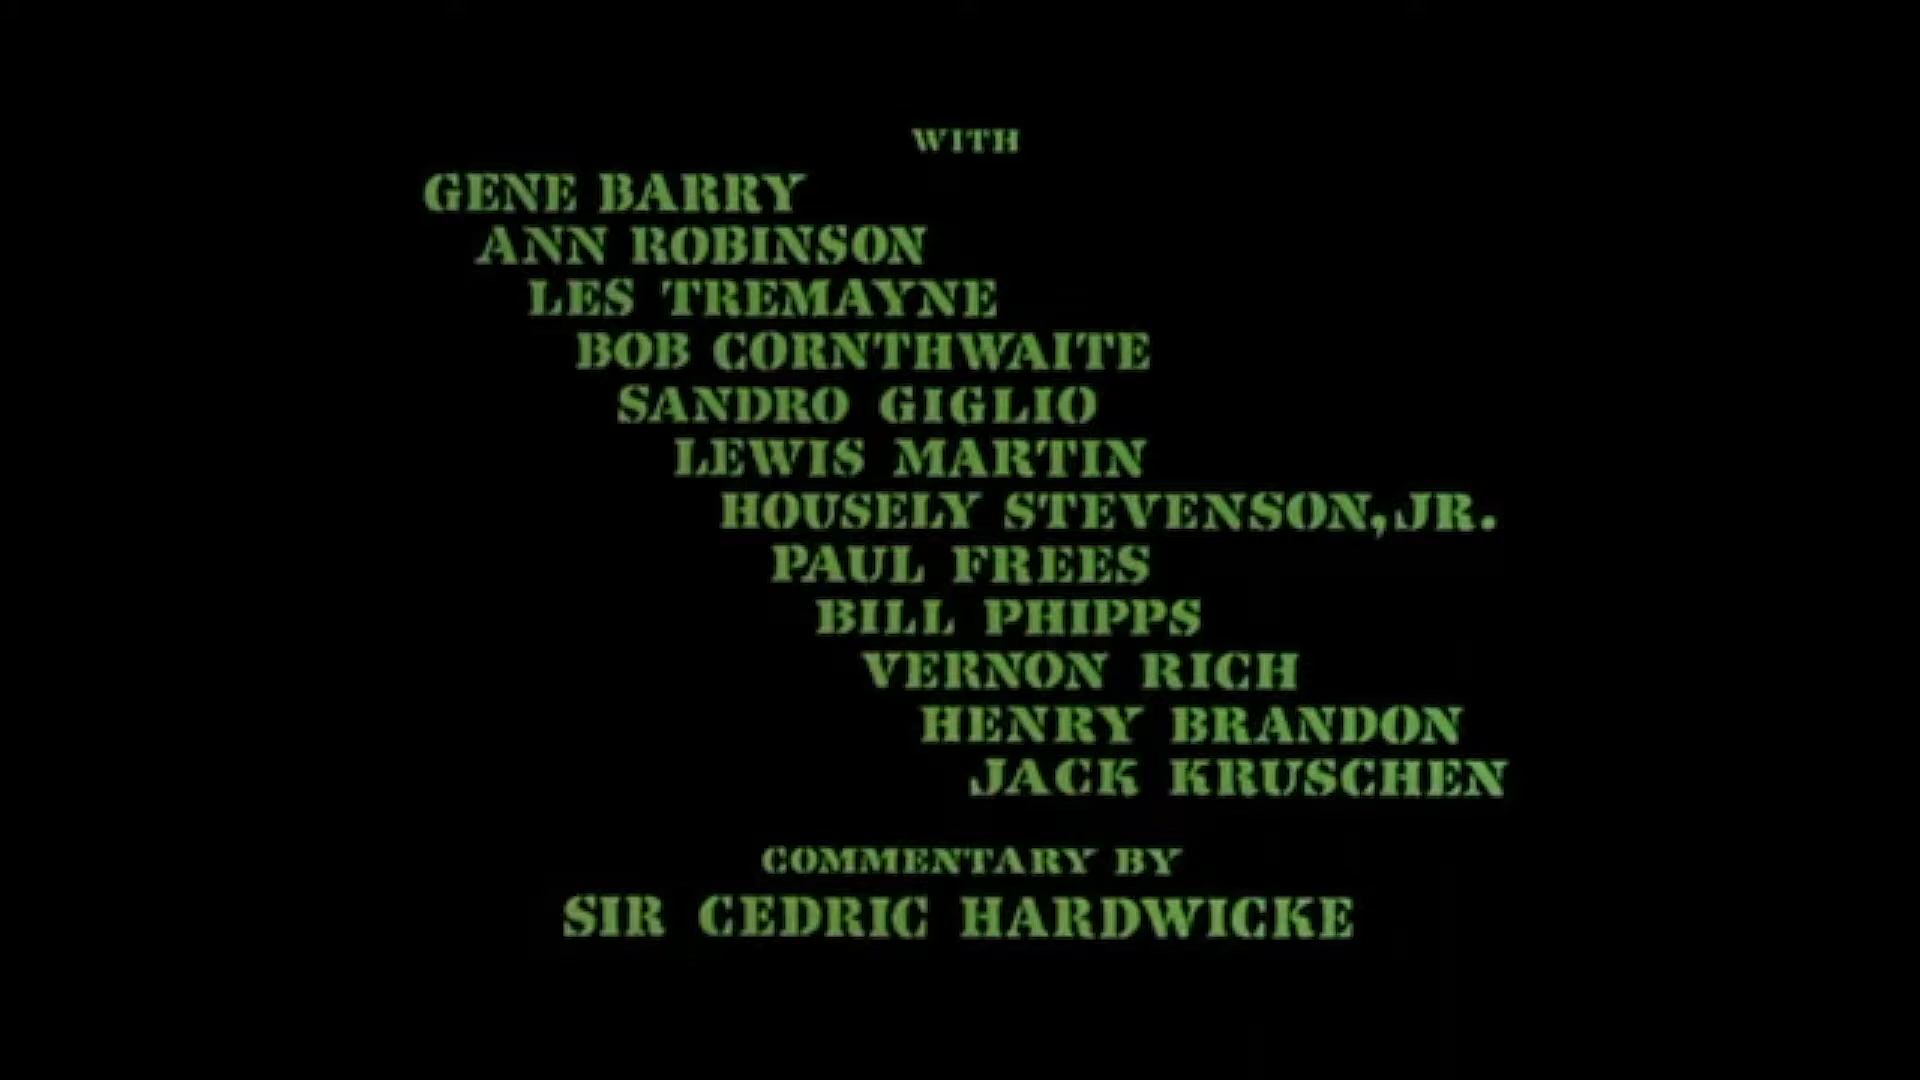 WITH
GENE BARRY
ANN ROBINSON
LES TREMAYNE
BOB CORNTHWAITE
SANDRO GIGLIO
LEWIS MARTIN
HOUSELY STEVENSON, JR.
PAUL FREES
BILL PHIPPS
VERNON RICH
HENRY BRANDON
JACK KRUSCHEN
COMMENTARY BY
SIR CEDRIC HARDWICKE